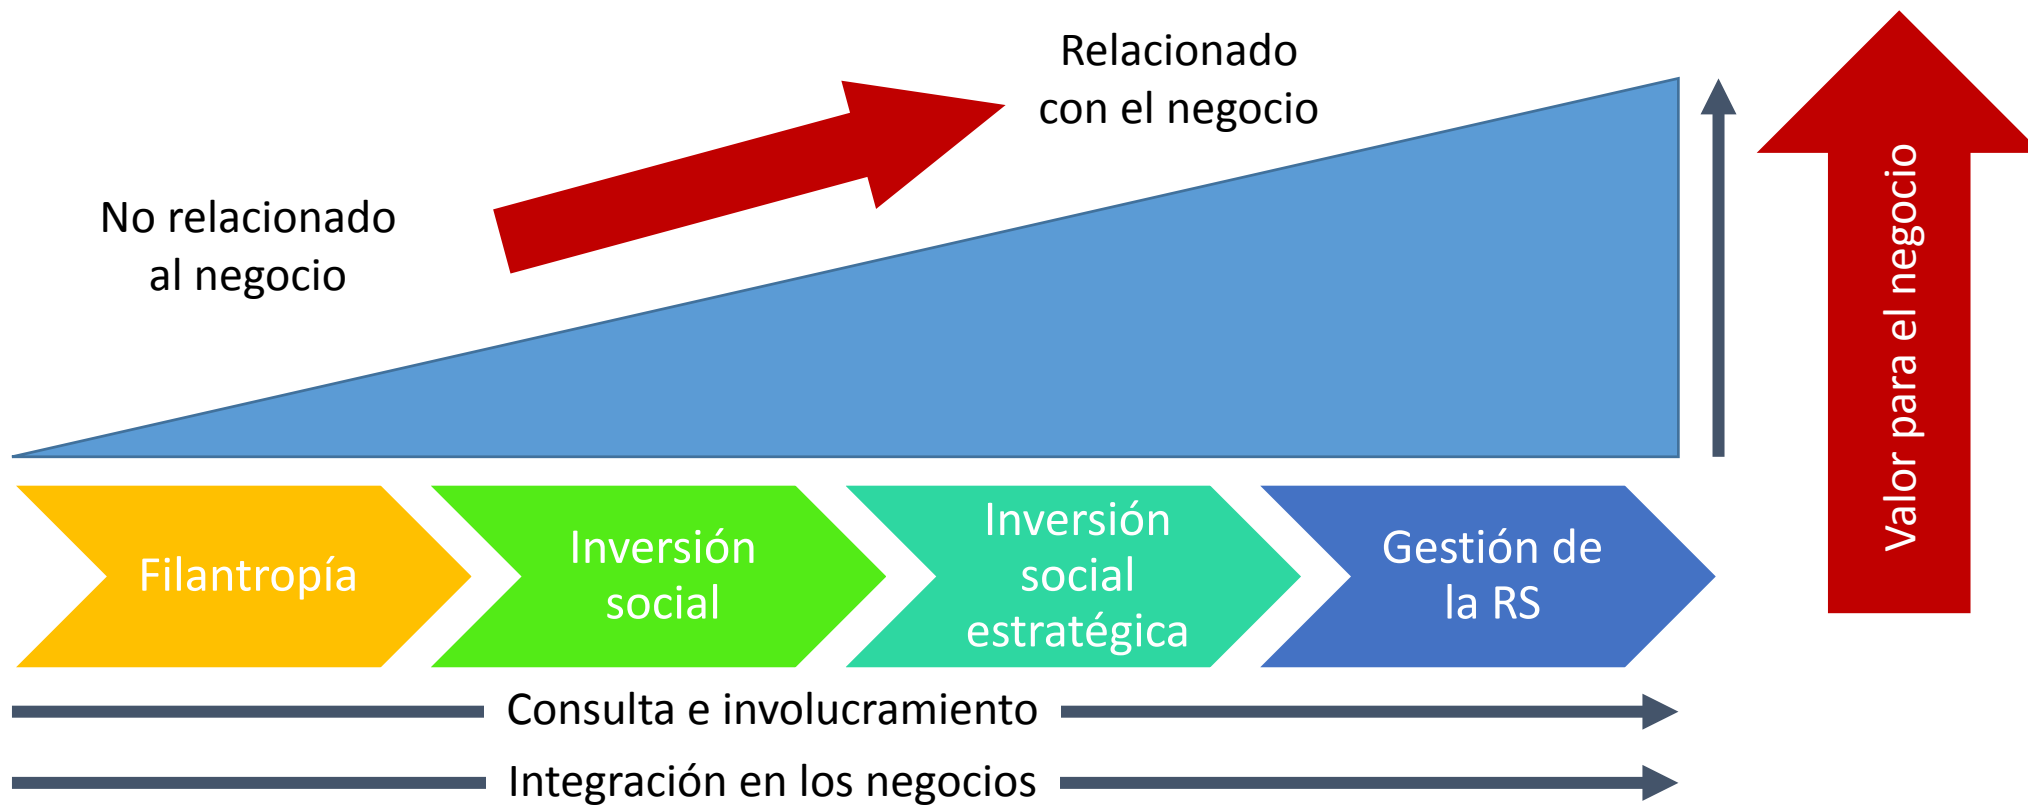 Relacionado
con el negocio
No relacionado
al negocio
Valor para el negocio
Filantropía
Inversión
social
Inversión
social
estratégica
Gestión de
la RS
Consulta e involucramiento
Integración en los negocios